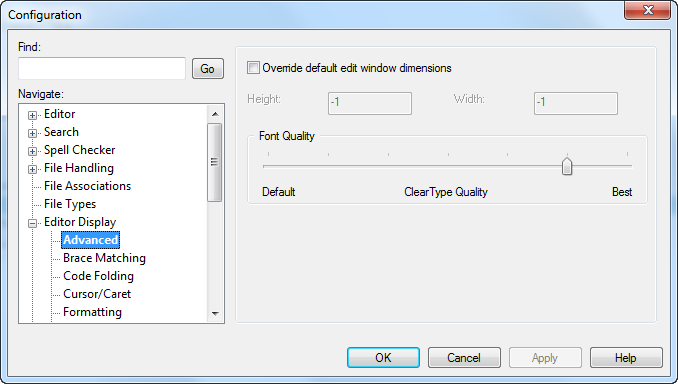 Configuration
Find:
Go
Navigate:
Editor
Search
Spell Checker
File Handling
File Associations
File Types
Editor Display
Advanced
Brace Matching
Code Folding
Cursor/Caret
Formatting
Override default edit window dimensions
Height: -1 Width: -1
Font Quality
Default ClearType Quality Best
OK Cancel Apply Help